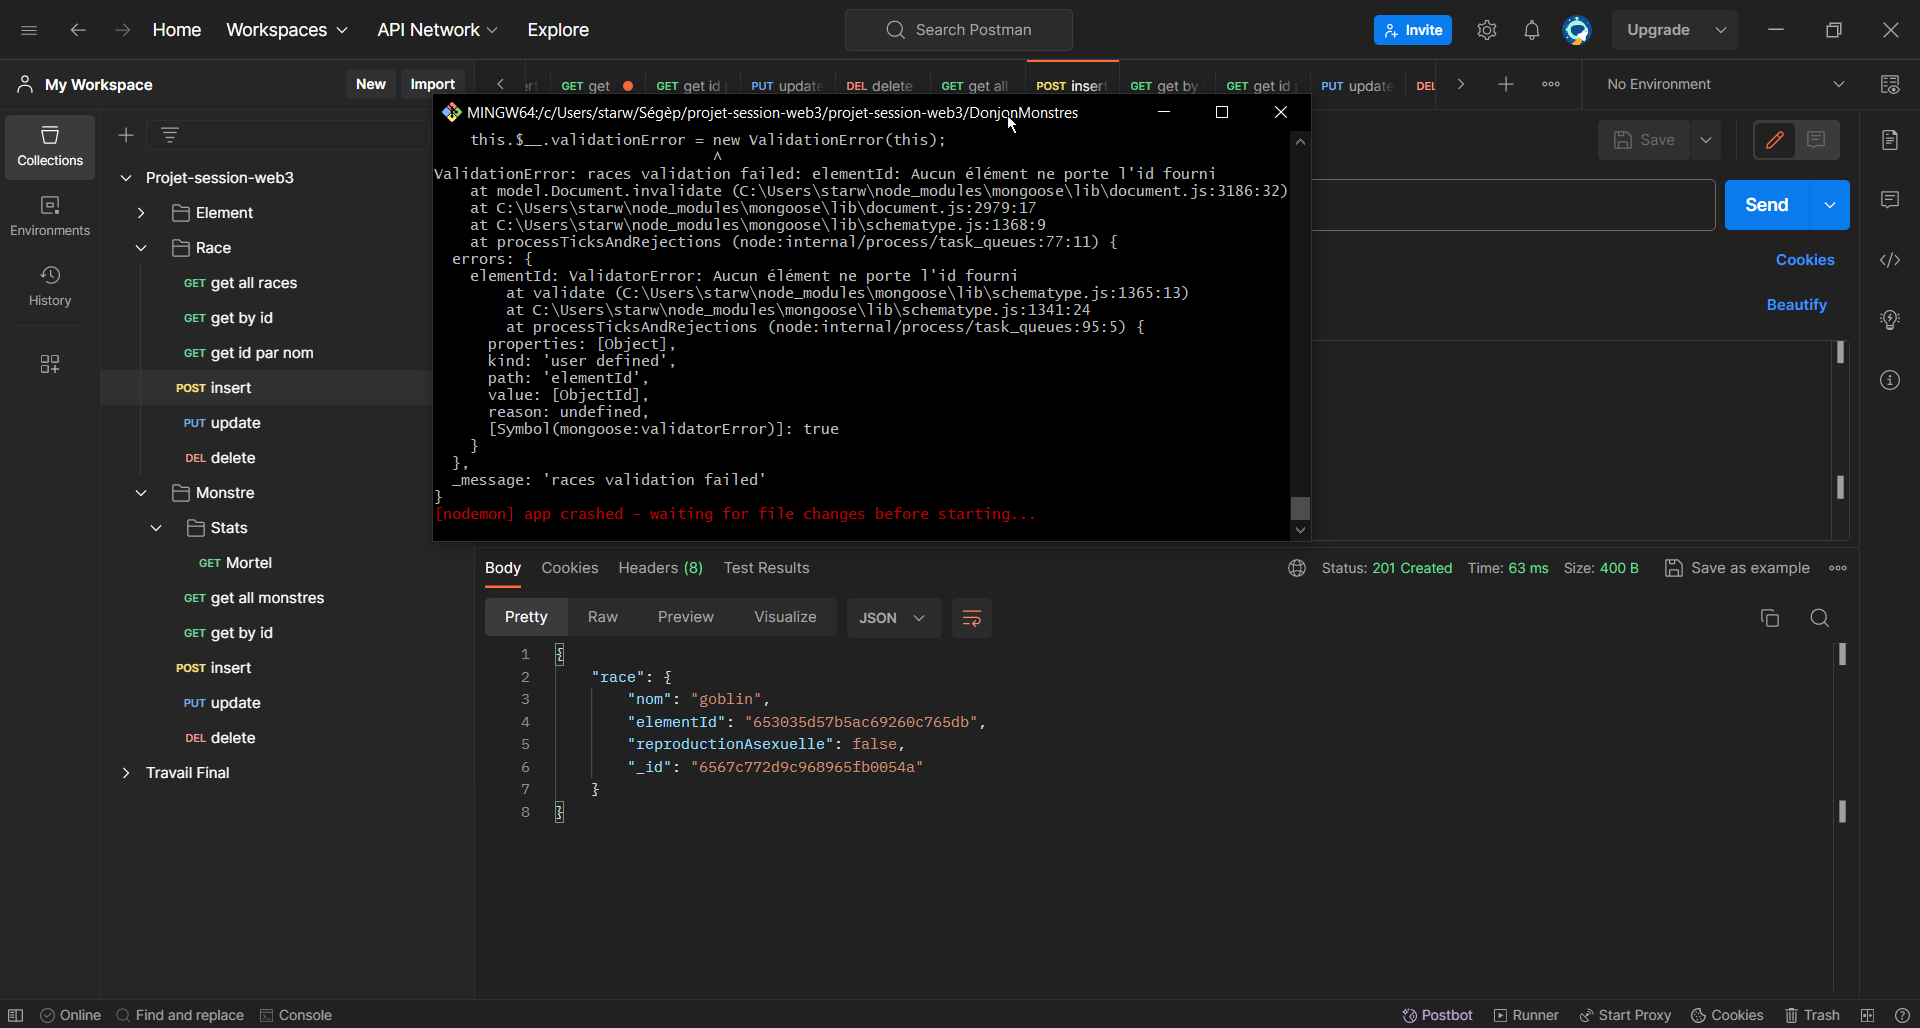 Home Workspaces API Network Explore
Search Postman
Invite
Upgrade
My Workspace
New Import
GET get GET get id PUT update DEL delete GET get all POST insert GET get by GET get id PUT update DEL
No Environment
Collections
Environments
History
Projet-session-web3
Element
Race
GET get all races
GET get by id
GET get id par nom
POST insert
PUT update
DEL delete
Monstre
Stats
GET Mortel
GET get all monstres
GET get by id
POST insert
PUT update
DEL delete
Travail Final
MINGW64:/c/Users/starw/Ségèp/projet-session-web3/projet-session-web3/DonjonMonstres
this.$__.validationError = new ValidationError(this);
^
ValidationError: races validation failed: elementId: Aucun élément ne porte l'id fourni
at model.Document.invalidate (C:\Users\starw\node_modules\mongoose\lib\document.js:3186:32)
at C:\Users\starw\node_modules\mongoose\lib\document.js:2979:17
at C:\Users\starw\node_modules\mongoose\lib\schematype.js:1368:9
at processTicksAndRejections (node:internal/process/task_queues:77:11) {
errors: {
elementId: ValidatorError: Aucun élément ne porte l'id fourni
at validate (C:\Users\starw\node_modules\mongoose\lib\schematype.js:1365:13)
at C:\Users\starw\node_modules\mongoose\lib\schematype.js:1341:24
at processTicksAndRejections (node:internal/process/task_queues:95:5) {
properties: [Object],
kind: 'user defined',
path: 'elementId',
value: [ObjectId],
reason: undefined,
[Symbol(mongoose:validatorError)]: true
}
},
_message: 'races validation failed'
}
[nodemon] app crashed - waiting for file changes before starting...
Save
Send
Cookies
Beautify
Body Cookies Headers (8) Test Results
Status: 201 Created Time: 63 ms Size: 400 B Save as example
Pretty Raw Preview Visualize JSON
1 {
2 "race": {
3 "nom": "goblin",
4 "elementId": "653035d57b5ac69260c765db",
5 "reproductionAsexuelle": false,
6 "_id": "6567c772d9c968965fb0054a"
7 }
8 }
Online Find and replace Console
Postbot Runner Start Proxy Cookies Trash